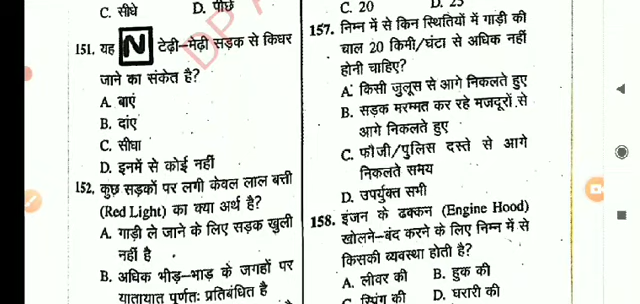 C. सीधे D. पीछे
151. यह N टेढ़ी–मेढ़ी सड़क से किधर
जाने का संकेत है?
A. बाएं
B. दांए
C. सीधा
D. इनमें से कोई नहीं
152. कुछ सड़कों पर लगी केवल लाल बत्ती
(Red Light) का क्या अर्थ है?
A. गाड़ी ले जाने के लिए सड़क खुली
नहीं है
B. अधिक भीड़–भाड़ के जगहों पर
यातायात पूर्णतः प्रतिबंधित है
C. 20 D. 25
157. निम्न में से किन स्थितियों में गाड़ी की
चाल 20 किमी/घंटा से अधिक नहीं
होनी चाहिए?
A. किसी जुलूस से आगे निकलते हुए
B. सड़क मरम्मत कर रहे मजदूरों से
आगे निकलते हुए
C. फौजी/पुलिस दस्ते से आगे
निकलते समय
D. उपर्युक्त सभी
158. इंजन के ढक्कन (Engine Hood)
खोलने–बंद करने के लिए निम्न में से
किसकी व्यवस्था होती है?
A. लीवर की B. हुक की
C. स्प्रिंग की D. घरारी की
DP